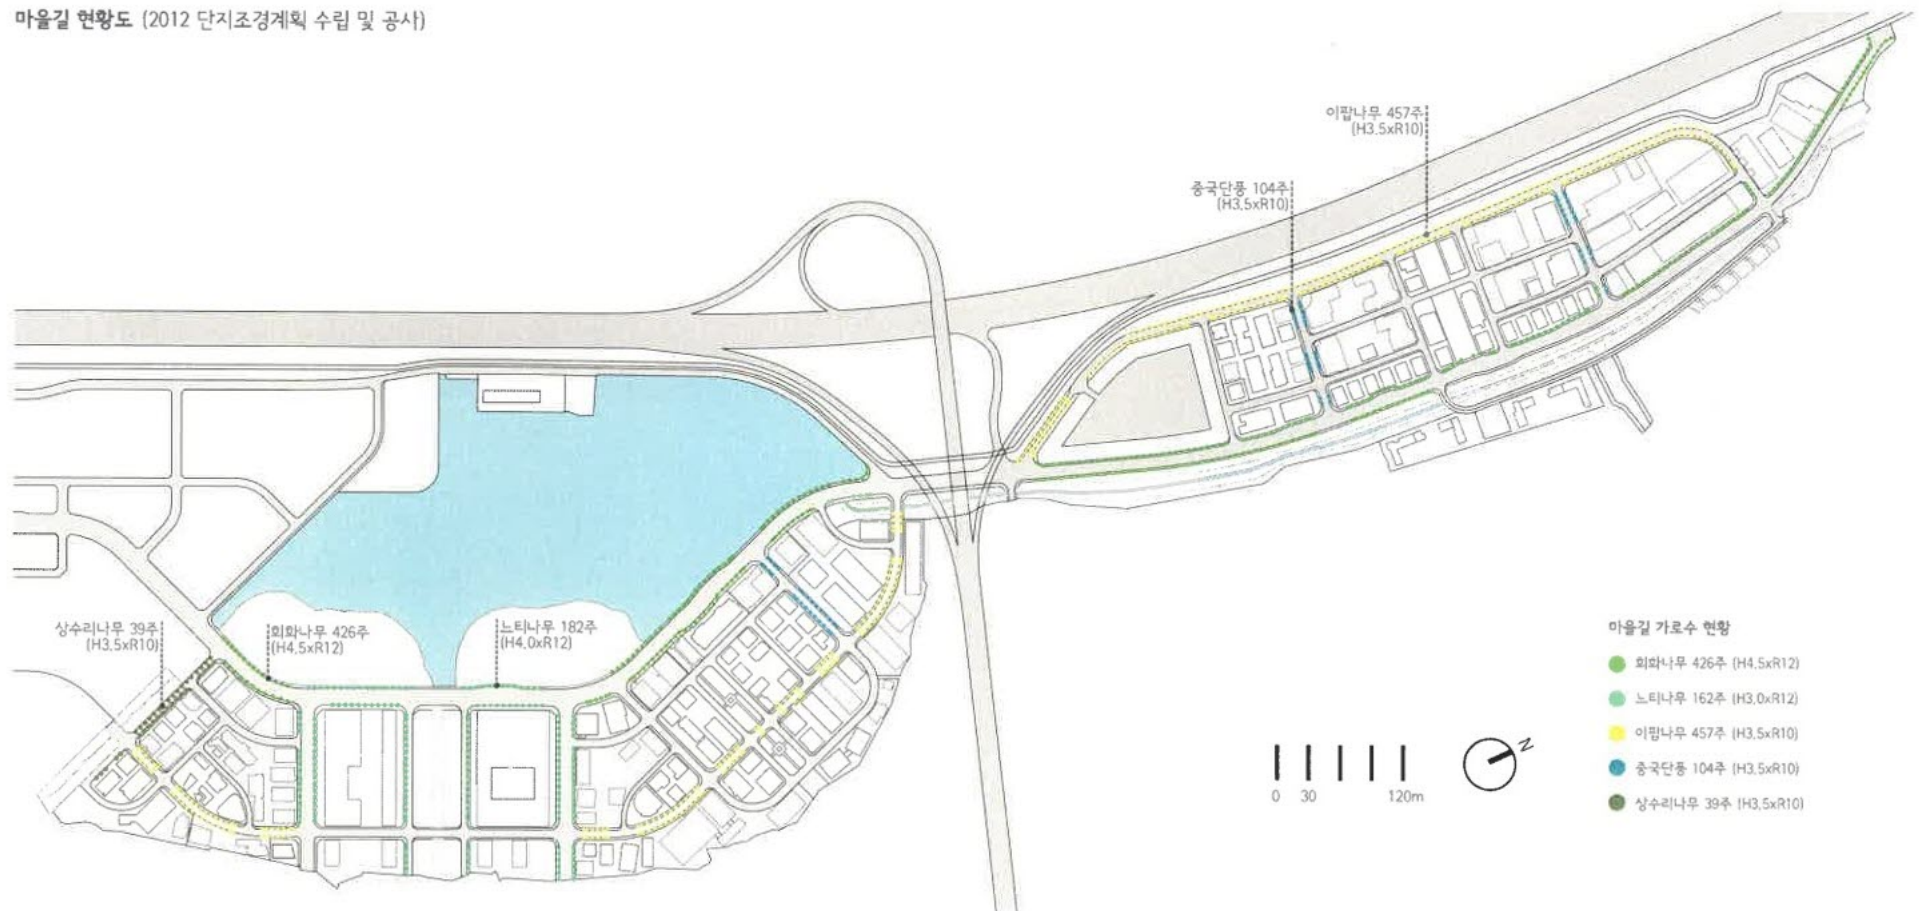 마을길 현황도 (2012 단지조경계획 수립 및 공사)
이팝나무 457주
(H3.5xR10)
중국단풍 104주
(H3.5xR10)
상수리나무 39주
(H3.5xR10)
회화나무 426주
(H4.5xR12)
느티나무 182주
(H4.0xR12)
마을길 가로수 현황
회화나무 426주 (H4.5xR12)
느티나무 162주 (H3.0xR12)
이팝나무 457주 (H3.5xR10)
중국단풍 104주 (H3.5xR10)
상수리나무 39주 (H3.5xR10)
0 30 120m
N